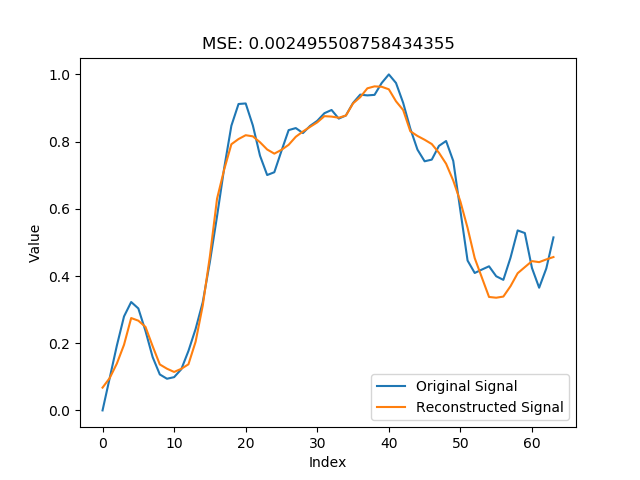 MSE: 0.002495508758434355
1.0
0.8
0.6
0.4
0.2
0.0
Value
0 10 20 30 40 50 60
Index
Original Signal
Reconstructed Signal